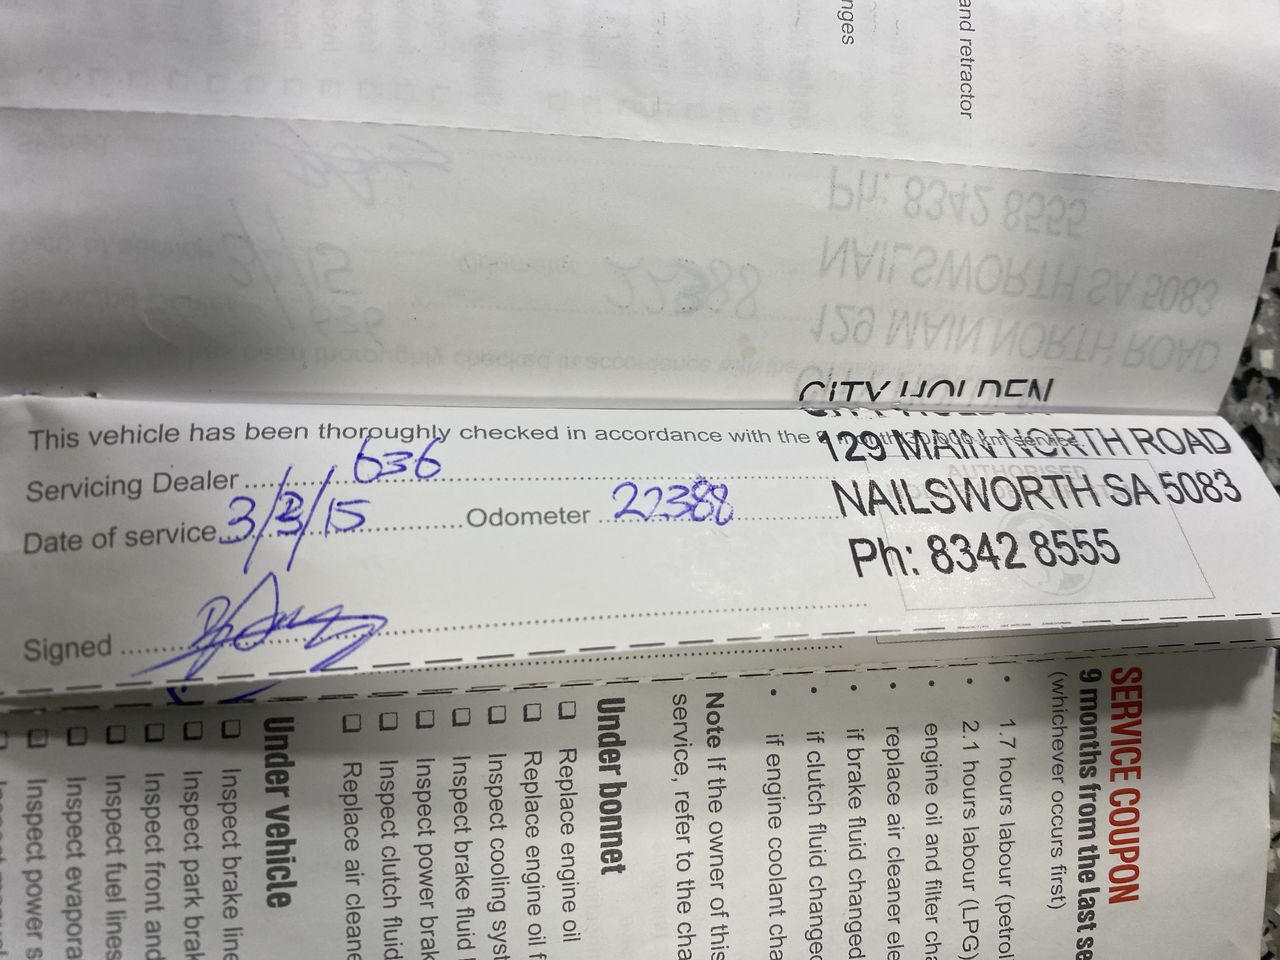 nges
and retractor
Ph: 8342 8555
NAILSWORTH SA 5083
129 MAIN NORTH ROAD
CITY HOLDEN
This vehicle has been thoroughly checked in accordance with the km service.
129 MAIN NORTH ROAD
Servicing Dealer 636
AUTHORISED
NAILSWORTH SA 5083
Date of service 3/3/15 Odometer 22388
Ph: 8342 8555
Signed
SERVICE COUPON
9 months from the last se
(whichever occurs first)
• 1.7 hours labour (petrol
• 2.1 hours labour (LPG)
• engine oil and filter cha
• replace air cleaner ele
• if brake fluid changed
• if clutch fluid changed
• if engine coolant cha
Note If the owner of this
service, refer to the cha
Under bonnet
❑ Replace engine oil
❑ Replace engine oil f
❑ Inspect cooling syst
❑ Inspect brake fluid l
❑ Inspect power brak
❑ Inspect clutch fluid
❑ Replace air cleane
Under vehicle
❑ Inspect brake line
❑ Inspect park brak
❑ Inspect front and
❑ Inspect fuel lines
❑ Inspect evapora
❑ Inspect power s